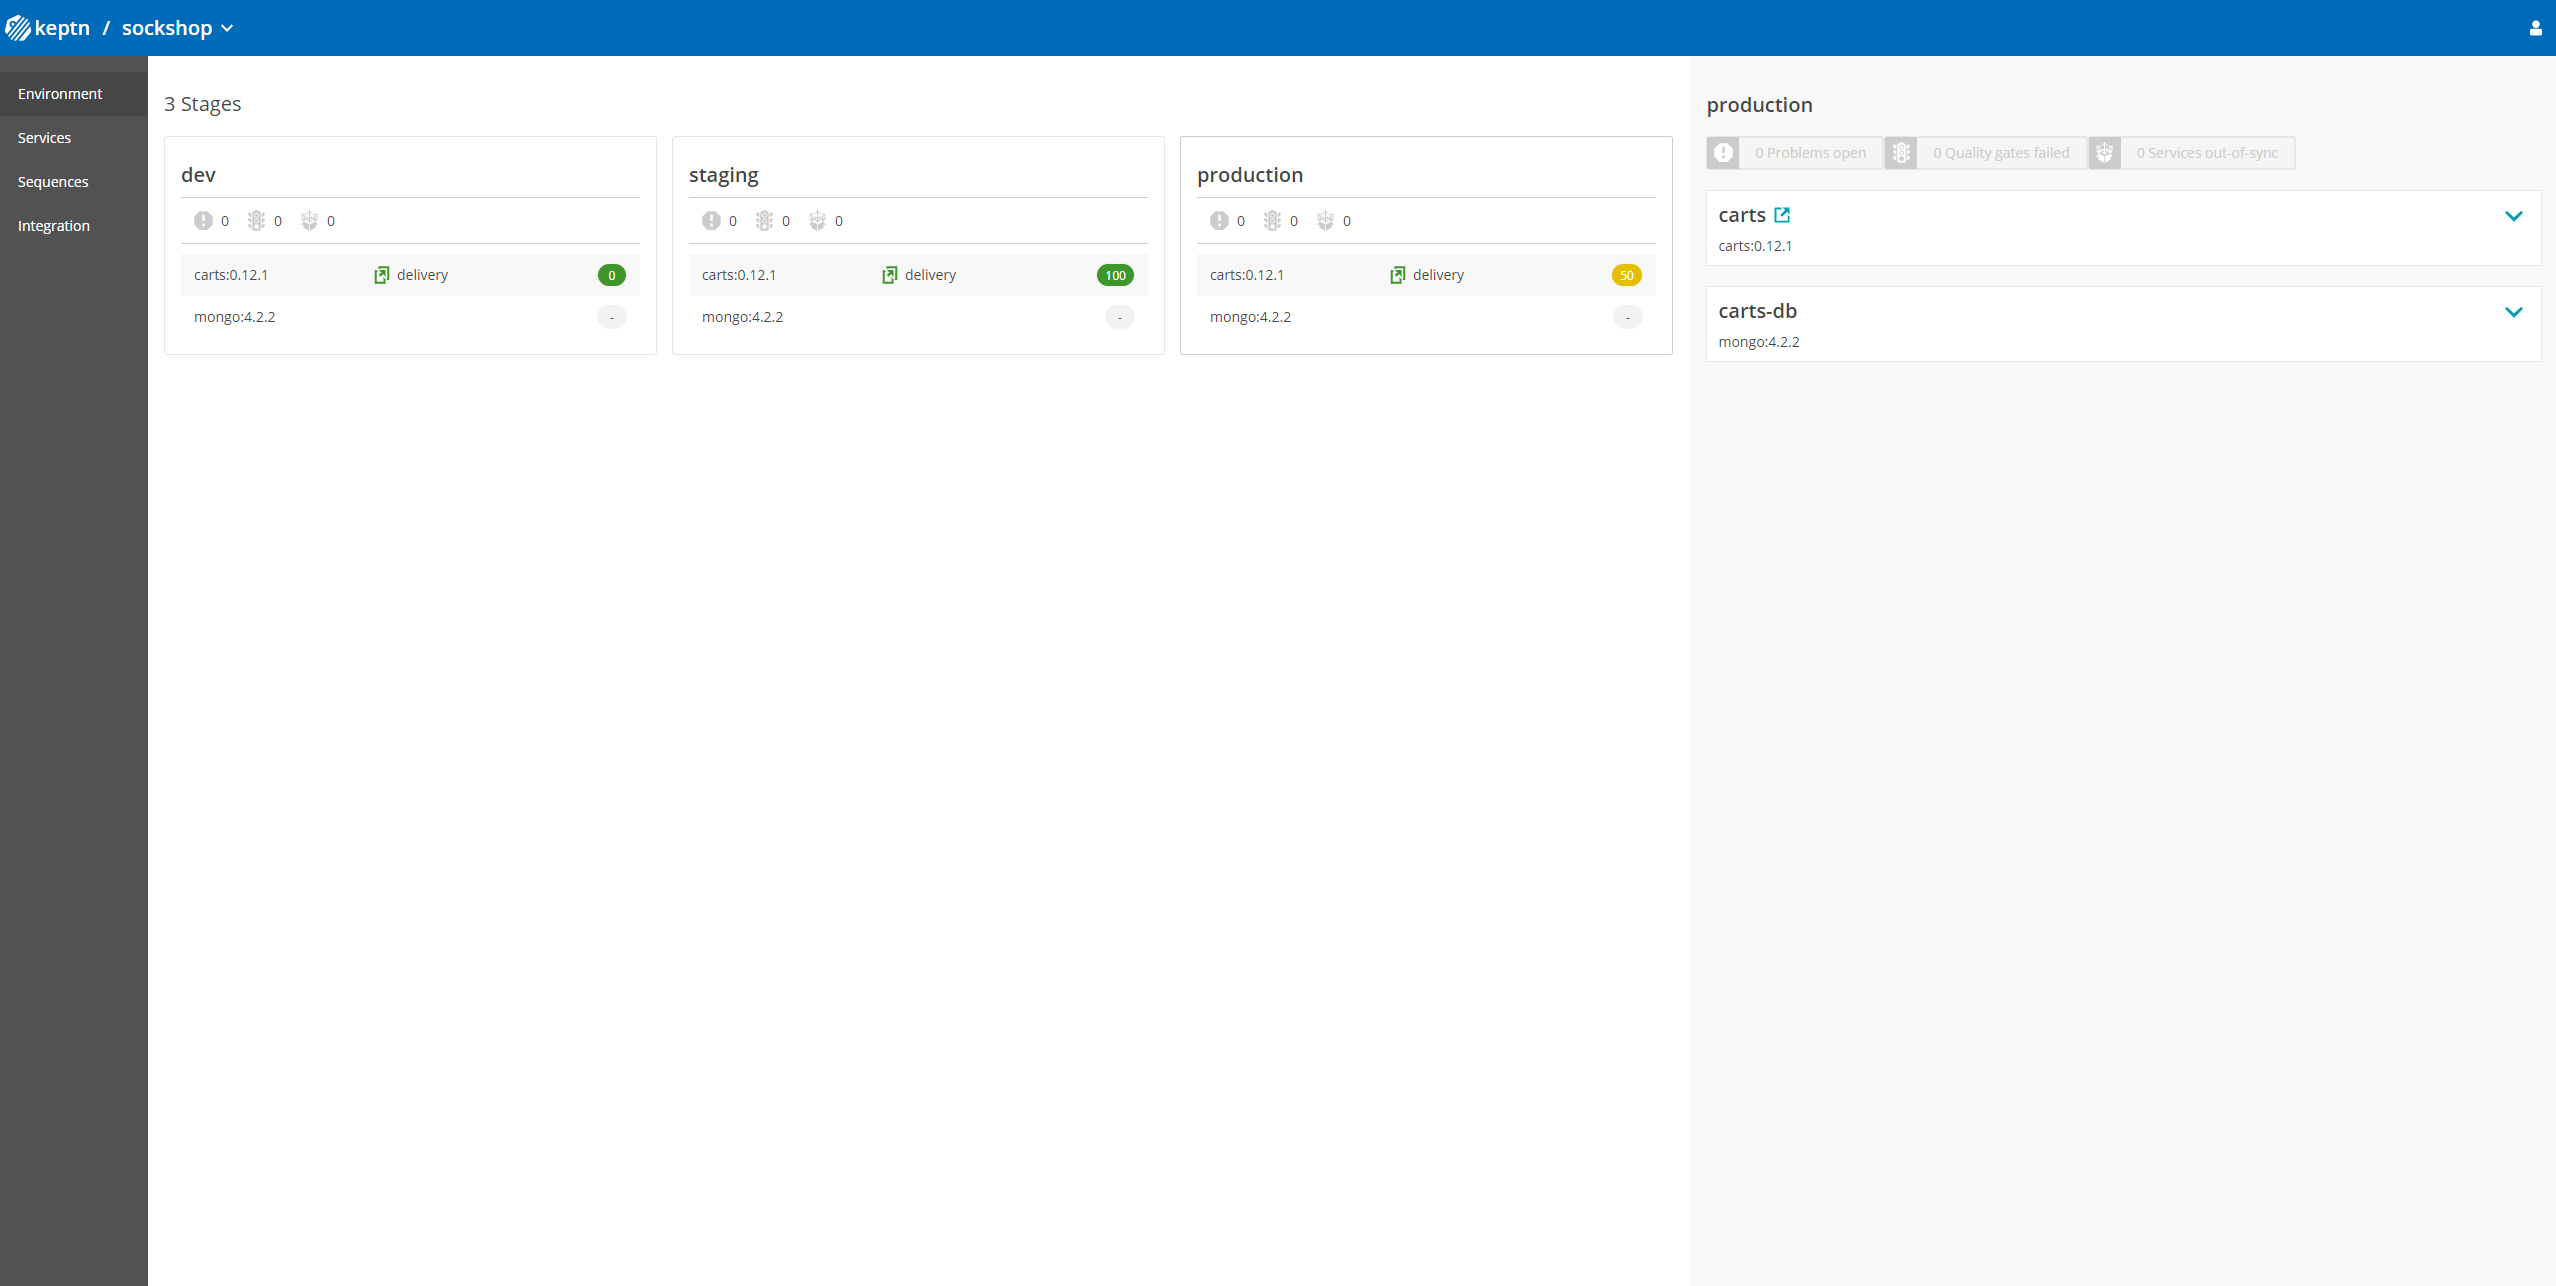 keptn / sockshop
Environment
Services
Sequences
Integration
3 Stages
dev
0 0 0
carts:0.12.1 delivery 0
mongo:4.2.2 -
staging
0 0 0
carts:0.12.1 delivery 100
mongo:4.2.2 -
production
0 0 0
carts:0.12.1 delivery 50
mongo:4.2.2 -
production
0 Problems open 0 Quality gates failed 0 Services out-of-sync
carts
carts:0.12.1
carts-db
mongo:4.2.2